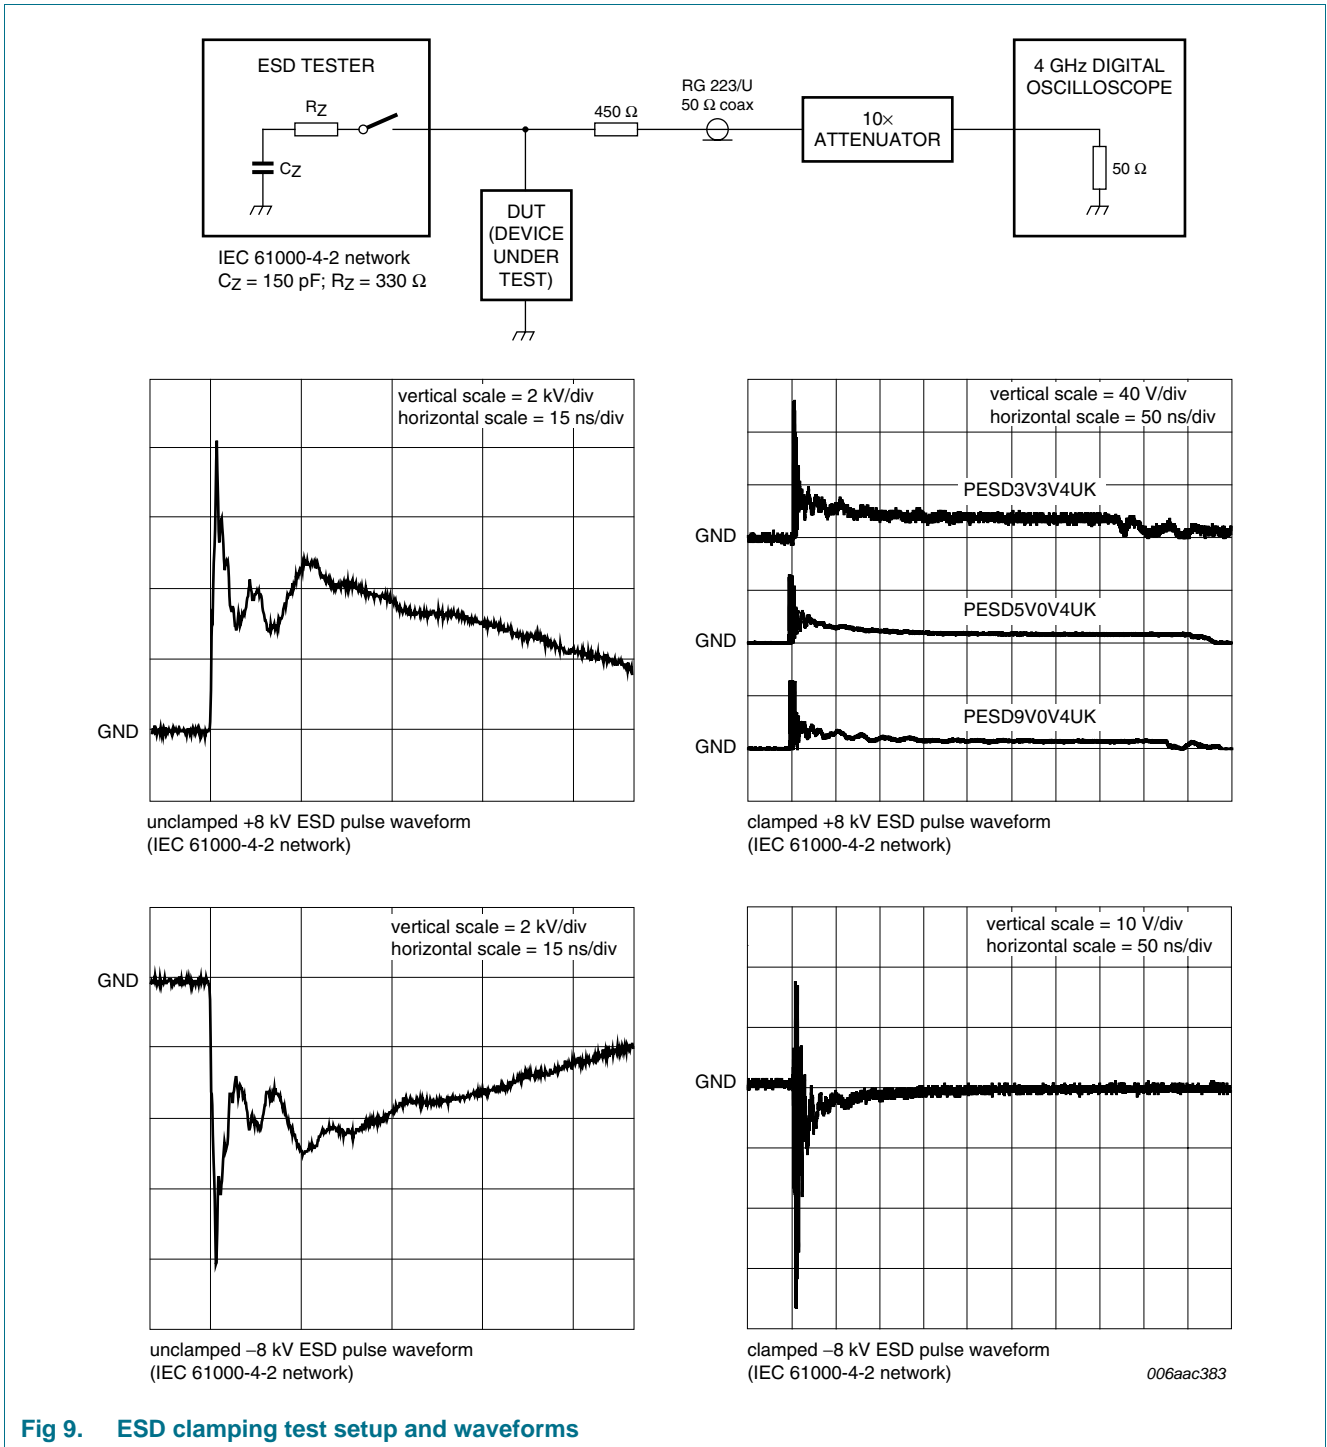 ESD TESTER
RZ
CZ
IEC 61000-4-2 network
CZ = 150 pF; RZ = 330 Ω
DUT
(DEVICE
UNDER
TEST)
450 Ω
RG 223/U
50 Ω coax
10×
ATTENUATOR
4 GHz DIGITAL
OSCILLOSCOPE
50 Ω
vertical scale = 2 kV/div
horizontal scale = 15 ns/div
GND
unclamped +8 kV ESD pulse waveform
(IEC 61000-4-2 network)
vertical scale = 40 V/div
horizontal scale = 50 ns/div
PESD3V3V4UK
GND
PESD5V0V4UK
GND
PESD9V0V4UK
GND
clamped +8 kV ESD pulse waveform
(IEC 61000-4-2 network)
vertical scale = 2 kV/div
horizontal scale = 15 ns/div
GND
unclamped −8 kV ESD pulse waveform
(IEC 61000-4-2 network)
vertical scale = 10 V/div
horizontal scale = 50 ns/div
GND
clamped −8 kV ESD pulse waveform
(IEC 61000-4-2 network)
006aac383
Fig 9. ESD clamping test setup and waveforms